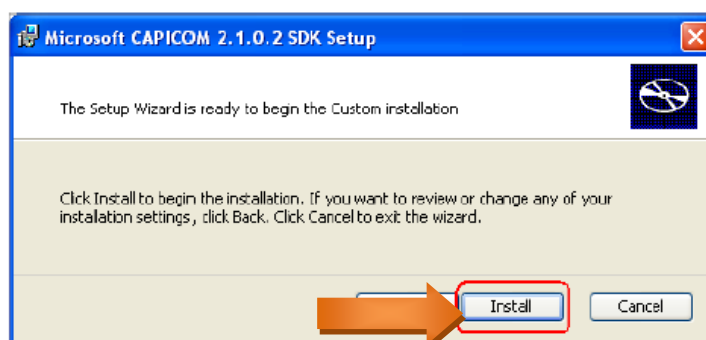 Microsoft CAPICOM 2.1.0.2 SDK Setup
The Setup Wizard is ready to begin the Custom installation
Click Install to begin the installation. If you want to review or change any of your
installation settings, click Back. Click Cancel to exit the wizard.
Install
Cancel